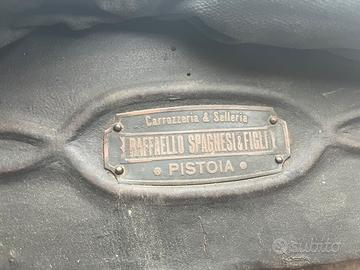 Carrozzeria & Selleria
RAFFAELLO SPAGNESI & FIGLI
• PISTOIA •
subito